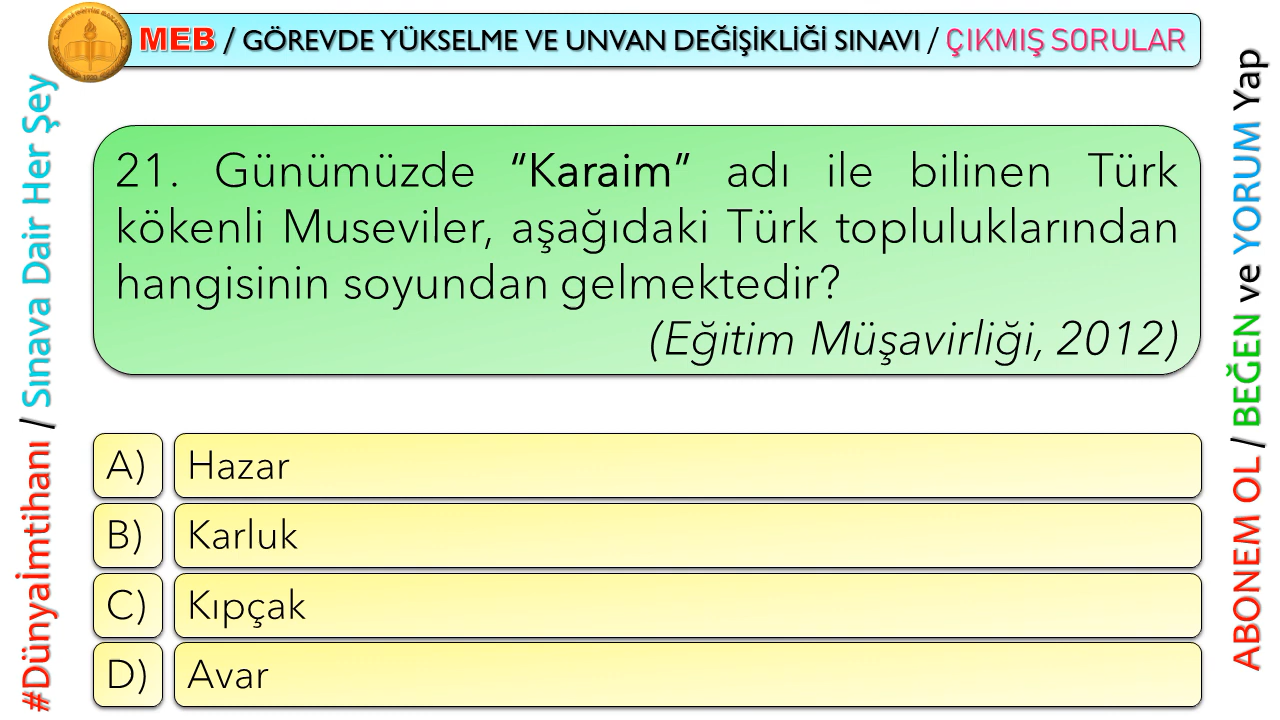 MEB / GÖREVDE YÜKSELME VE UNVAN DEĞİŞİKLİĞİ SINAVI / ÇIKMIŞ SORULAR
#Dünyaimtihanı / Sınava Dair Her Şey
21. Günümüzde “Karaim” adı ile bilinen Türk
kökenli Museviler, aşağıdaki Türk topluluklarından
hangisinin soyundan gelmektedir?
(Eğitim Müşavirliği, 2012)
A) Hazar
B) Karluk
C) Kıpçak
D) Avar
ABONEM OL / BEĞEN ve YORUM Yap